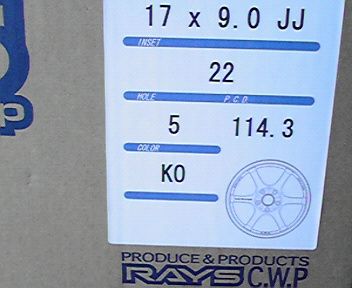 17 x 9.0 JJ
INSET
22
HOLE P.C.D.
5 114.3
COLOR
KO
PRODUCE & PRODUCTS
RAYS C.W.P